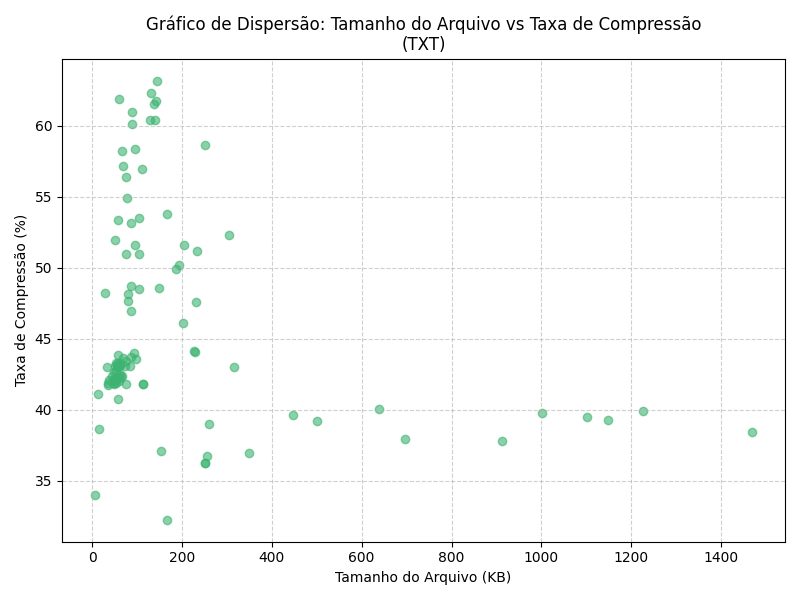 Gráfico de Dispersão: Tamanho do Arquivo vs Taxa de Compressão
(TXT)
60
55
50
45
40
35
Taxa de Compressão (%)
0 200 400 600 800 1000 1200 1400
Tamanho do Arquivo (KB)